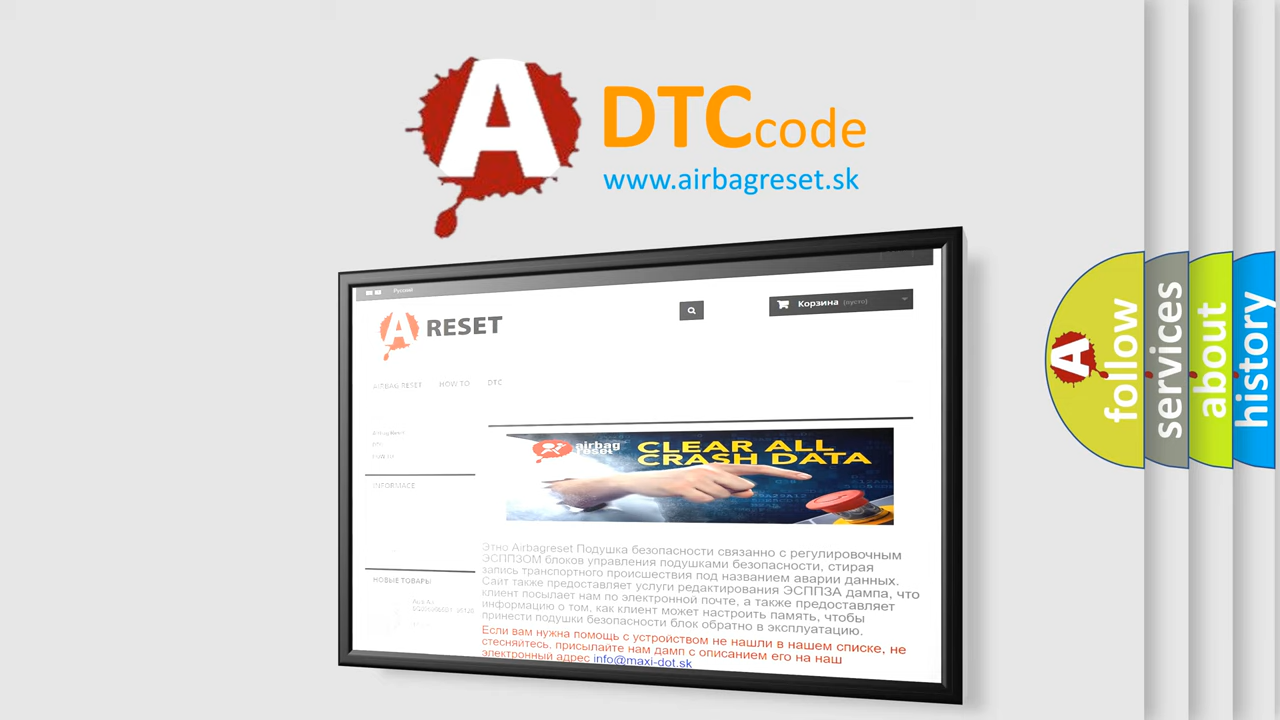 A
DTCcode
www.airbagreset.sk
Русский
A RESET
Корзина (пусто)
AIRBAG RESET HOW TO DTC
Airbag Reset
INFORMACE
airbag
reset
CLEAR ALL
CRASH DATA
Этно Airbagreset Подушка безопасности связанно с регулировочным
ЭСППЗОМ блоков управления подушками безопасности, стирая
запись транспортного происшествия под названием аварии данных.
Сайт также предоставляет услуги редактирования ЭСППЗА дампа, что
клиент посылает нам по электронной почте, а также предоставляет
информацию о том, как клиент может настроить память, чтобы
принести подушки безопасности блок обратно в эксплуатацию.
Если вам нужна помощь с устройством не нашли в нашем списке, не
стесняйтесь, присылайте нам дамп с описанием его на наш
электронный адрес info@maxi-dot.sk
НОВЫЕ ТОВАРЫ
A
follow
services
about
history